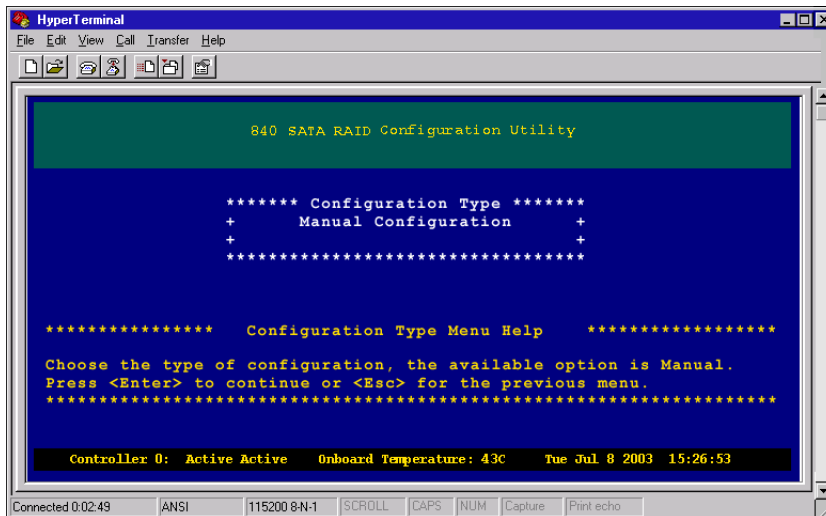 HyperTerminal
File Edit View Call Transfer Help
840 SATA RAID Configuration Utility
******* Configuration Type *******
+ Manual Configuration +
+ +
**********************************
**************** Configuration Type Menu Help ******************
Choose the type of configuration, the available option is Manual.
Press <Enter> to continue or <Esc> for the previous menu.
*********************************************************************
Controller 0: Active Active Onboard Temperature: 43C Tue Jul 8 2003 15:26:53
Connected 0:02:49 ANSI 115200 8-N-1 SCROLL CAPS NUM Capture Print echo